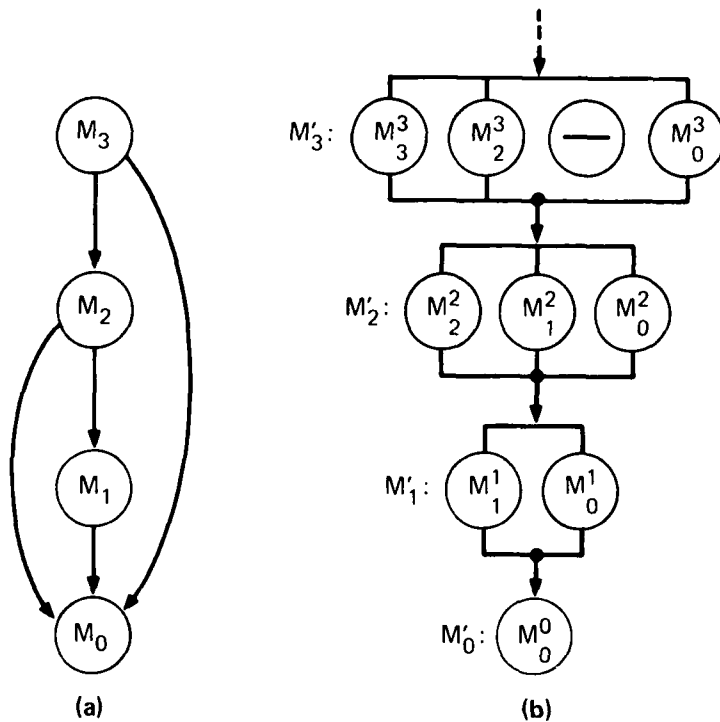 M₃
M₂
M₁
M₀
(a)
M′₃: M³₃ M³₂ — M³₀
M′₂: M²₂ M²₁ M²₀
M′₁: M¹₁ M¹₀
M′₀: M⁰₀
(b)